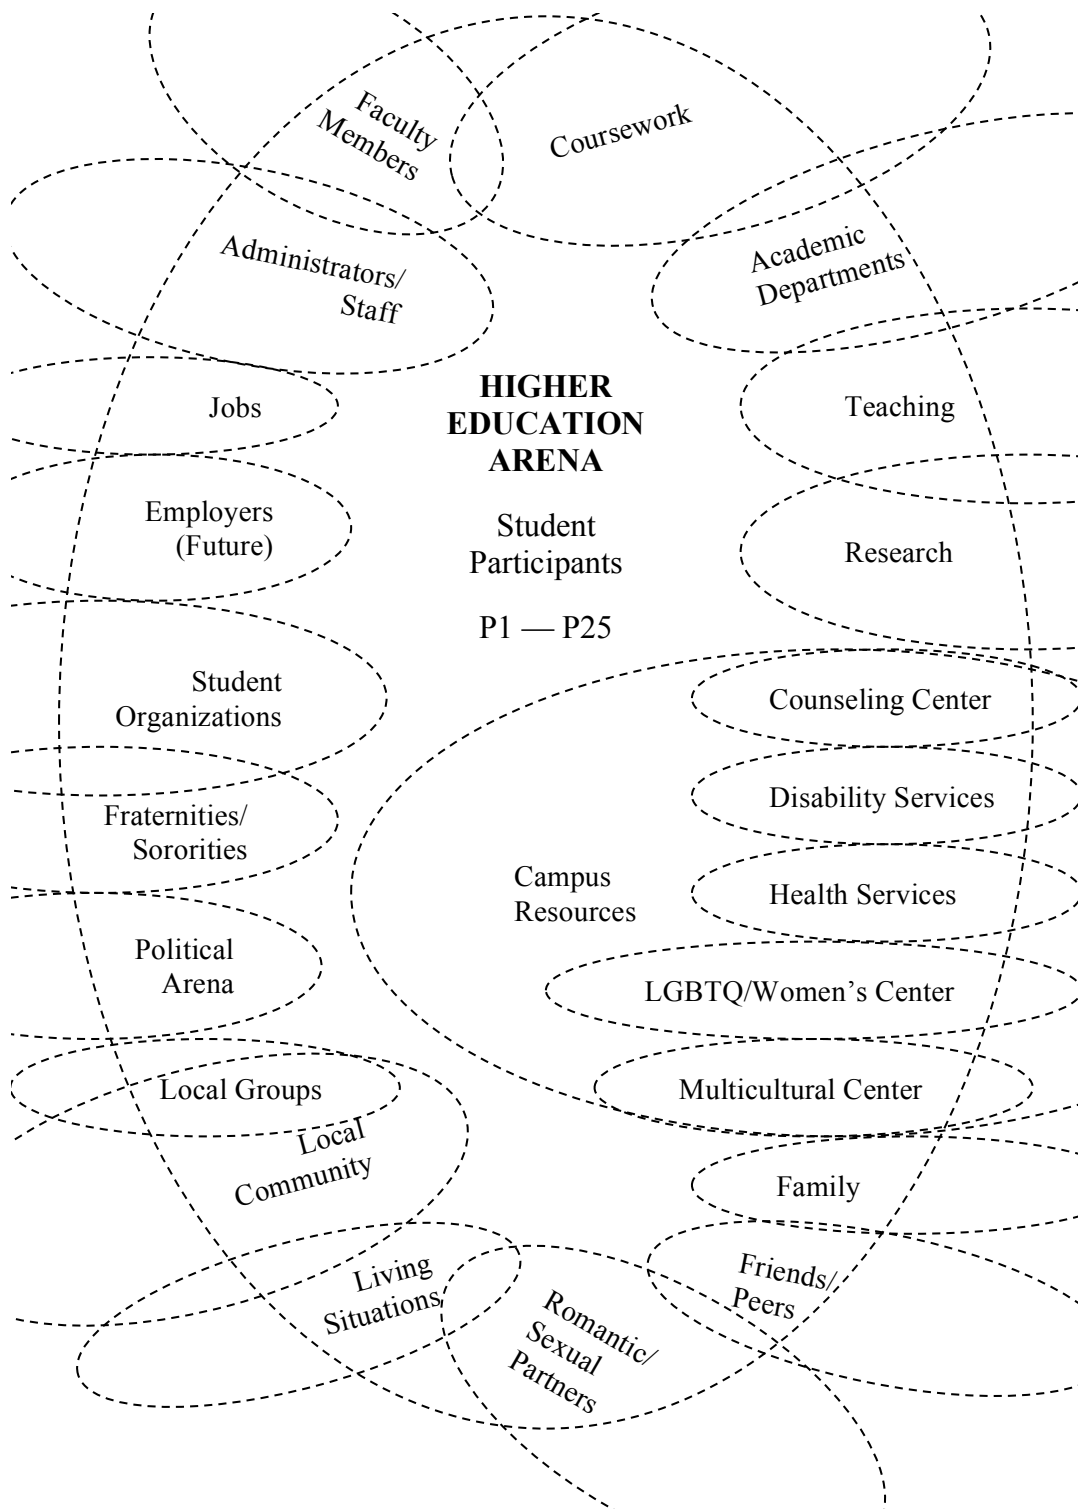 Faculty
Members
Coursework
Administrators/
Staff
Academic
Departments
HIGHER
EDUCATION
ARENA
Student
Participants
P1 — P25
Jobs
Teaching
Employers
(Future)
Research
Student
Organizations
Counseling Center
Fraternities/
Sororities
Disability Services
Campus
Resources
Health Services
Political
Arena
LGBTQ/Women’s Center
Local Groups
Multicultural Center
Local
Community
Family
Living
Situations
Romantic/
Sexual
Partners
Friends/
Peers